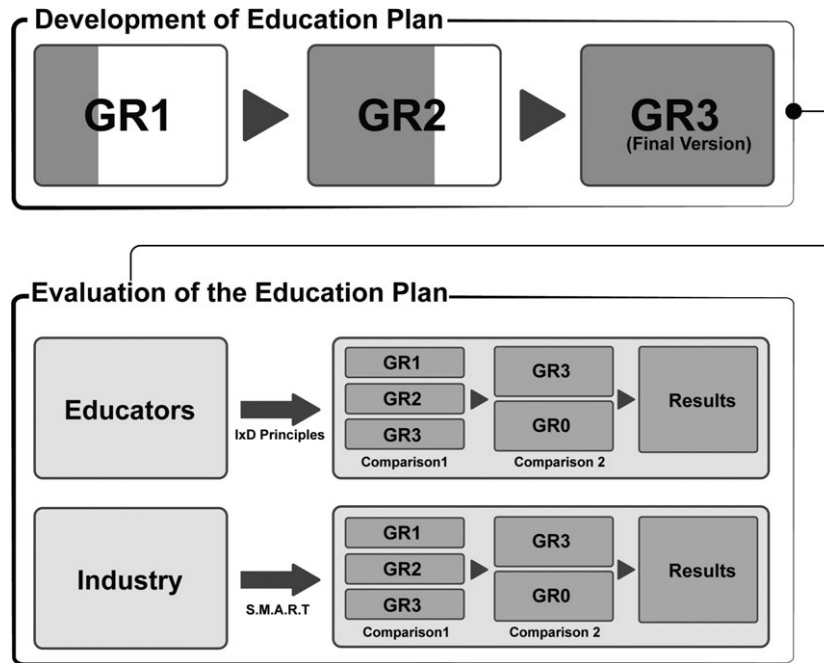 Development of Education Plan
GR1
GR2
GR3
(Final Version)
Evaluation of the Education Plan
Educators
IxD Principles
GR1
GR2
GR3
Comparison1
GR3
GR0
Comparison 2
Results
Industry
S.M.A.R.T
GR1
GR2
GR3
Comparison1
GR3
GR0
Comparison 2
Results